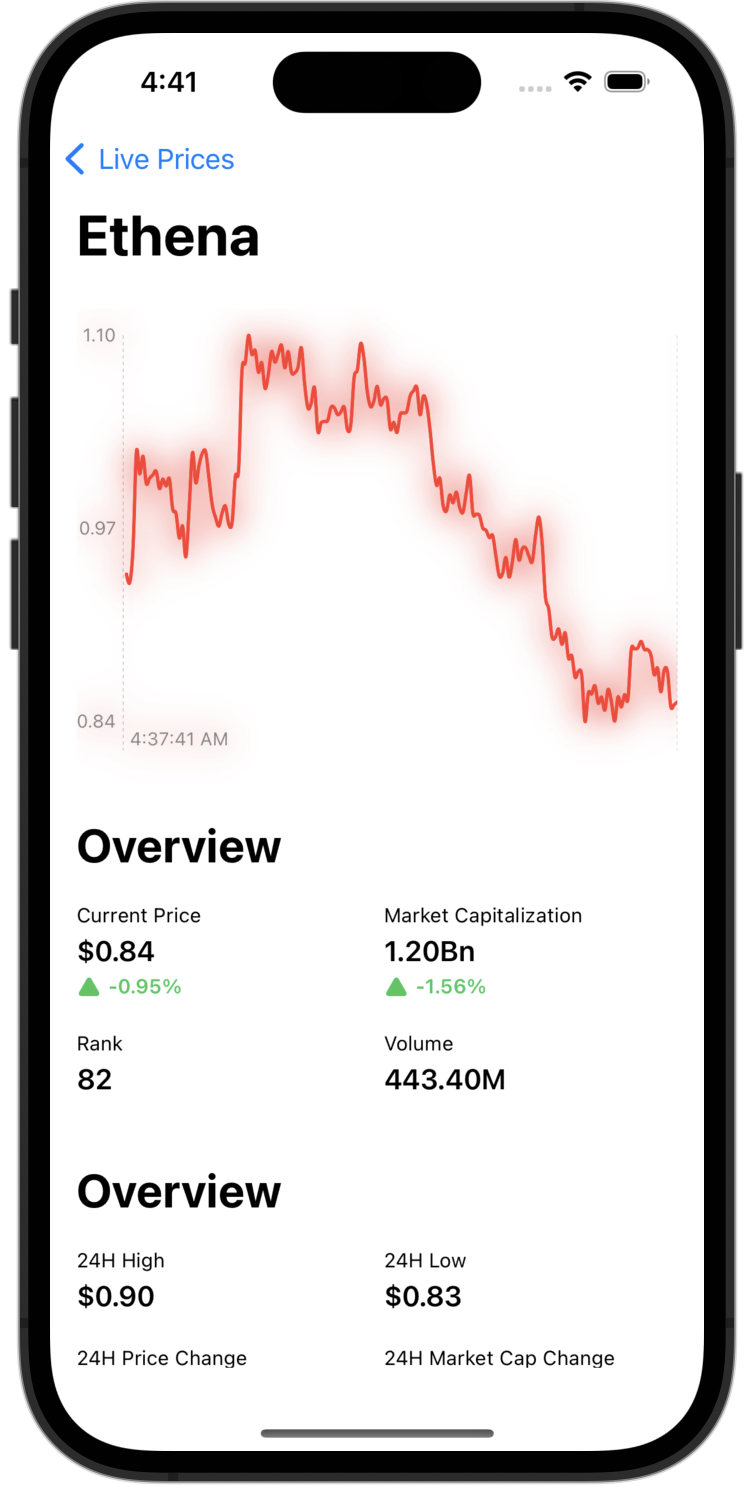 4:41
Live Prices
Ethena
1.10
0.97
0.84
4:37:41 AM
Overview
Current Price Market Capitalization
$0.84 1.20Bn
-0.95% -1.56%
Rank Volume
82 443.40M
Overview
24H High 24H Low
$0.90 $0.83
24H Price Change 24H Market Cap Change